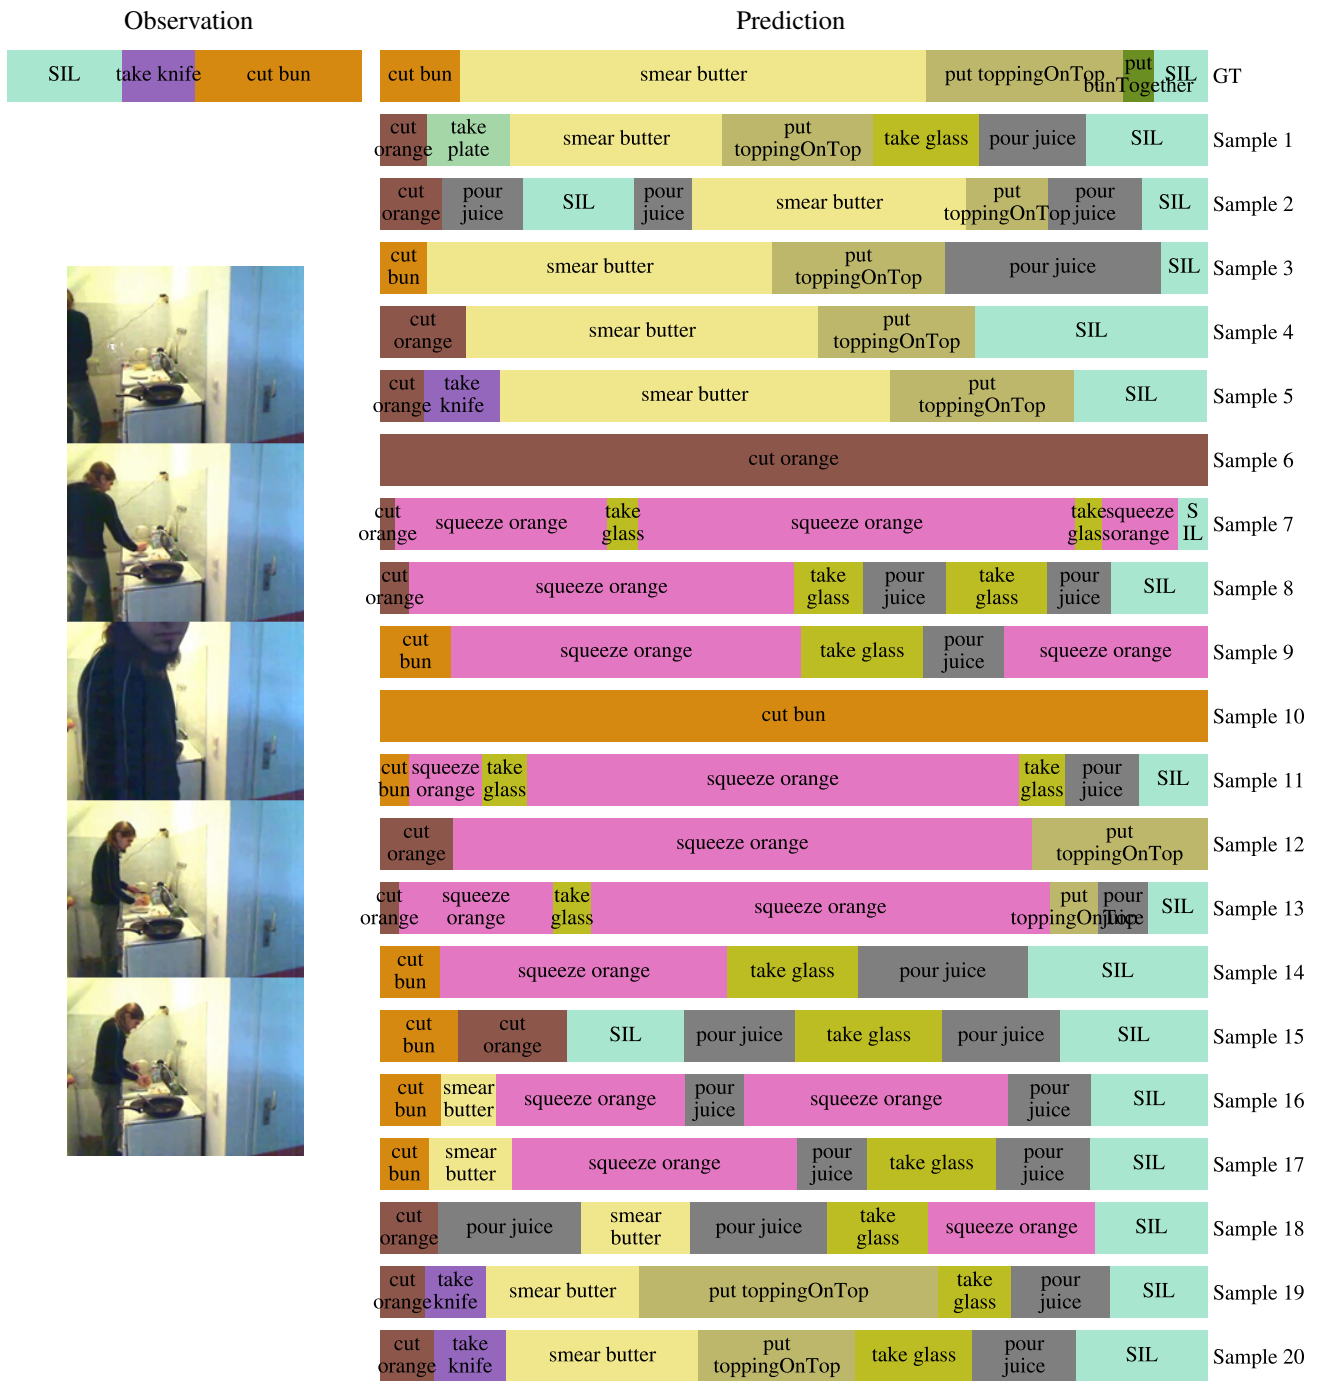 Observation
Prediction
SIL take knife cut bun
cut bun smear butter put toppingOnTop put bunTogether SIL GT
cut orange take plate smear butter put toppingOnTop take glass pour juice SIL Sample 1
cut orange pour juice SIL pour juice smear butter put toppingOnTop pour juice SIL Sample 2
cut bun smear butter put toppingOnTop pour juice SIL Sample 3
cut orange smear butter put toppingOnTop SIL Sample 4
cut orange take knife smear butter put toppingOnTop SIL Sample 5
cut orange Sample 6
cut orange squeeze orange take glass squeeze orange take glass squeeze orange SIL Sample 7
cut orange squeeze orange take glass pour juice take glass pour juice SIL Sample 8
cut bun squeeze orange take glass pour juice squeeze orange Sample 9
cut bun Sample 10
cut bun squeeze orange take glass squeeze orange take glass pour juice SIL Sample 11
cut orange squeeze orange put toppingOnTop Sample 12
cut orange squeeze orange take glass squeeze orange put toppingOnTop pour juice SIL Sample 13
cut bun squeeze orange take glass pour juice SIL Sample 14
cut bun cut orange SIL pour juice take glass pour juice SIL Sample 15
cut bun smear butter squeeze orange pour juice squeeze orange pour juice SIL Sample 16
cut bun smear butter squeeze orange pour juice take glass pour juice SIL Sample 17
cut orange pour juice smear butter pour juice take glass squeeze orange SIL Sample 18
cut orange take knife smear butter put toppingOnTop take glass pour juice SIL Sample 19
cut orange take knife smear butter put toppingOnTop take glass pour juice SIL Sample 20